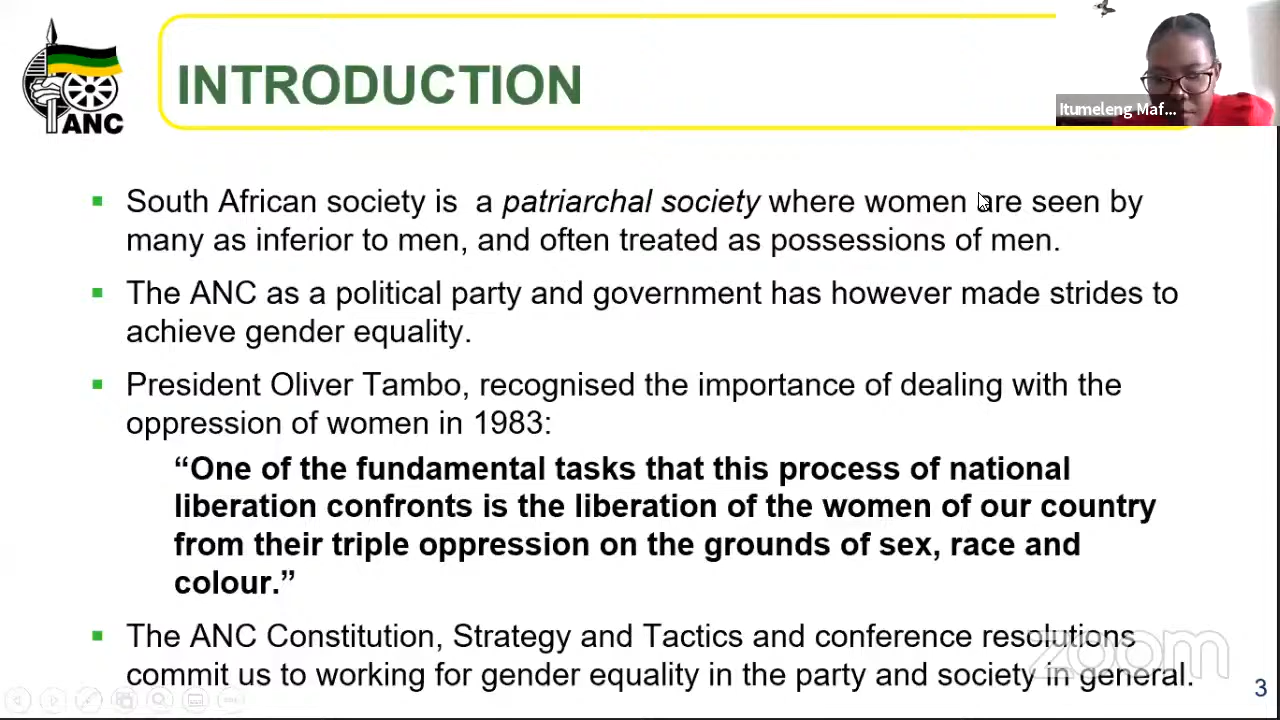 ANC
INTRODUCTION
Itumeleng Maf...
South African society is a patriarchal society where women are seen by
many as inferior to men, and often treated as possessions of men.
The ANC as a political party and government has however made strides to
achieve gender equality.
President Oliver Tambo, recognised the importance of dealing with the
oppression of women in 1983:
“One of the fundamental tasks that this process of national
liberation confronts is the liberation of the women of our country
from their triple oppression on the grounds of sex, race and
colour.”
The ANC Constitution, Strategy and Tactics and conference resolutions
commit us to working for gender equality in the party and society in general.
zoom
3